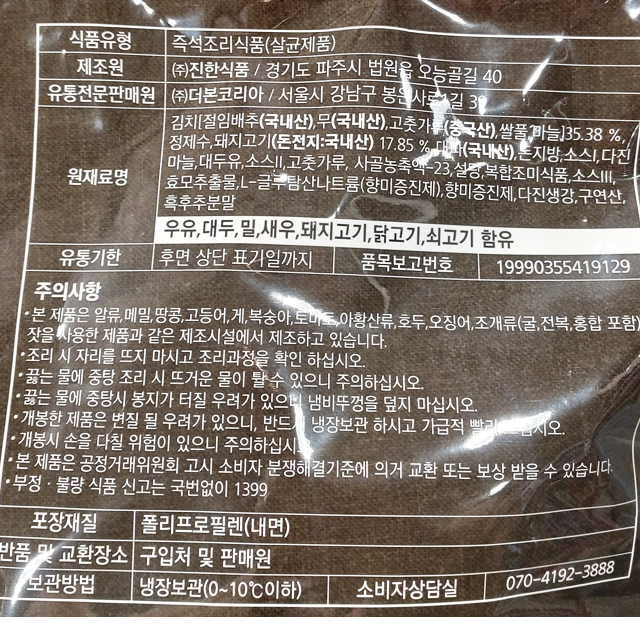 식품유형 즉석조리식품(살균제품)
제조원 ㈜진한식품 / 경기도 파주시 법원읍 오능골길 40
유통전문판매원 ㈜더본코리아 / 서울시 강남구 봉은사로1길
원재료명
김치[절임배추(국내산),무(국내산),고춧가루(중국산),쌀풀,마늘]35.38 %,
정제수,돼지고기(돈전지:국내산) 17.85 %,대파(국내산),돈지방,소스I,다진
마늘,대두유,소스II,고춧가루, 사골농축액-23,설탕,복합조미식품,소스III,
효모추출물,L-글루탐산나트륨(향미증진제),향미증진제,다진생강,구연산,
흑후추분말
우유,대두,밀,새우,돼지고기,닭고기,쇠고기 함유
유통기한 후면 상단 표기일까지 품목보고번호 19990355419129
주의사항
•본 제품은 알류,메밀,땅콩,고등어,게,복숭아,토마토,아황산류,호두,오징어,조개류(굴,전복,홍합 포함)
잣을 사용한 제품과 같은 제조시설에서 제조하고 있습니다.
•조리 시 자리를 뜨지 마시고 조리과정을 확인 하십시오.
•끓는 물에 중탕 조리 시 뜨거운 물이 튈 수 있으니 주의하십시오.
•끓는 물에 중탕시 봉지가 터질 우려가 있으니 냄비뚜껑을 덮지 마십시오.
•개봉한 제품은 변질 될 우려가 있으니, 반드시 냉장보관 하시고 가급적 빨리 드십시오.
•개봉시 손을 다칠 위험이 있으니 주의하십시오.
•본 제품은 공정거래위원회 고시 소비자 분쟁해결기준에 의거 교환 또는 보상 받을 수 있습니다.
•부정 · 불량 식품 신고는 국번없이 1399
포장재질 폴리프로필렌(내면)
반품 및 교환장소 구입처 및 판매원
보관방법 냉장보관(0~10℃이하) 소비자상담실 070-4192-3888